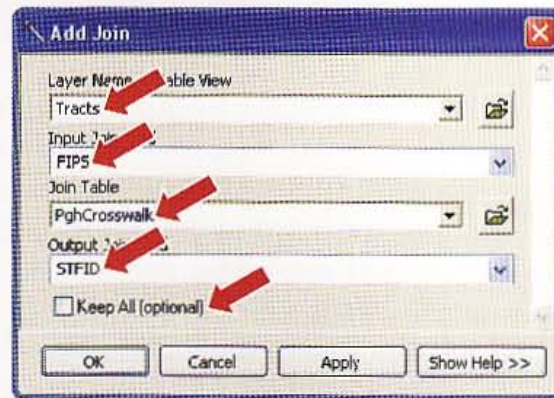 Add Join
Layer Name able View
Tracts
Input Join
FIPS
Join Table
PghCrosswalk
Output
STFID
Keep All (optional)
OK
Cancel
Apply
Show Help >>